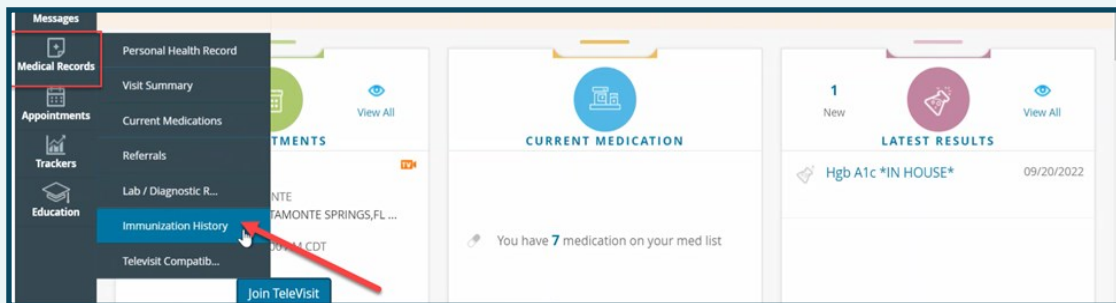 Messages
Medical Records
Appointments
Trackers
Education
Personal Health Record
Visit Summary
Current Medications
Referrals
Lab / Diagnostic R...
Immunization History
Televisit Compatib...
View All
TMENTS
NTE
TAMONTE SPRINGS,FL ...
M CDT
Join TeleVisit
CURRENT MEDICATION
You have 7 medication on your med list
1
New
View All
LATEST RESULTS
Hgb A1c *IN HOUSE*
09/20/2022